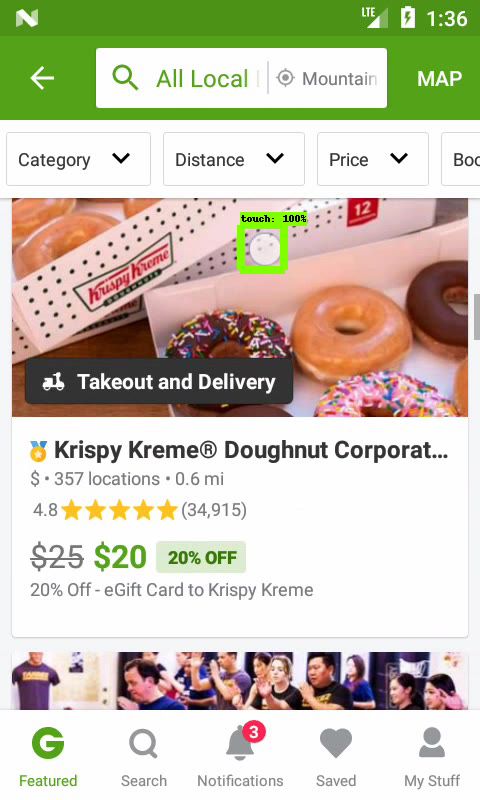 LTE 1:36
All Local Mountain MAP
Category Distance Price Boo
touch: 100%
12
Krispy Kreme
DOUGHNUTS
Takeout and Delivery
Krispy Kreme® Doughnut Corporat...
$ • 357 locations • 0.6 mi
4.8 (34,915)
$25 $20 20% OFF
20% Off - eGift Card to Krispy Kreme
3
Featured Search Notifications Saved My Stuff